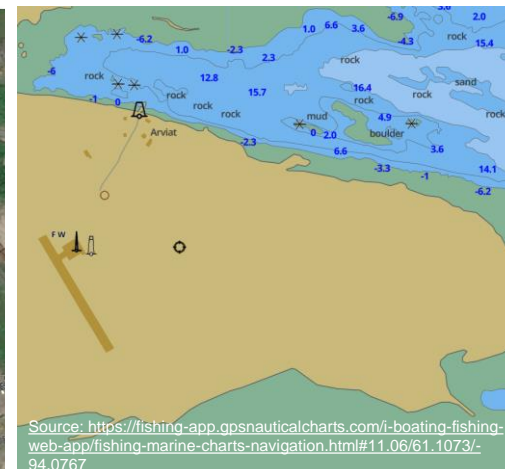 -6.9
3.6
2.0
1.0
6.6
3.6
-6.2
1.0
-2.3
-4.3
rock
15.4
2.3
rock
-6
rock
12.8
sand
15.7
16.4
-1
0
rock
rock
rock
rock
rock
mud
4.9
Arviat
0
2.0
boulder
-2.3
6.6
3.6
-3.3
-1
14.1
-6.2
F W
Source: https://fishing-app.gpsnauticalcharts.com/i-boating-fishing-
web-app/fishing-marine-charts-navigation.html#11.06/61.1073/-
94.0767